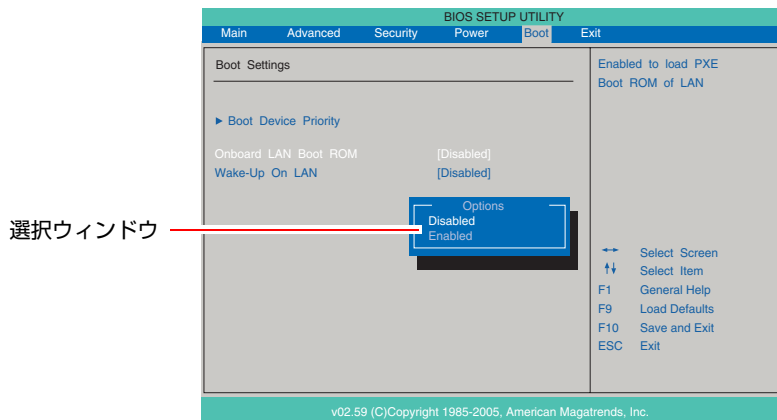 BIOS SETUP UTILITY
Main Advanced Security Power Boot Exit
Boot Settings
Enabled to load PXE
Boot ROM of LAN
▶ Boot Device Priority
Onboard LAN Boot ROM [Disabled]
Wake-Up On LAN [Disabled]
Options
Disabled
Enabled
選択ウィンドウ
Select Screen
Select Item
F1 General Help
F9 Load Defaults
F10 Save and Exit
ESC Exit
v02.59 (C)Copyright 1985-2005, American Magatrends, Inc.